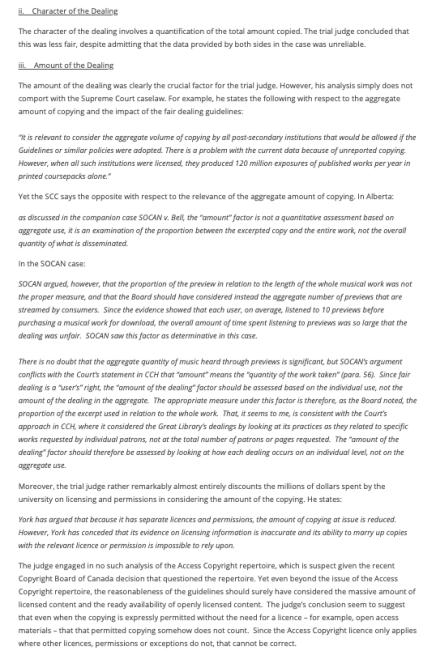 ii. Character of the Dealing
The character of the dealing involves a quantification of the total amount copied. The trial judge concluded that
this was less fair, despite admitting that the data provided by both sides in the case was unreliable.
iii. Amount of the Dealing
The amount of the dealing was clearly the crucial factor for the trial judge. However, his analysis simply does not
comport with the Supreme Court caselaw. For example, he states the following with respect to the aggregate
amount of copying and the impact of the fair dealing guidelines:
"It is relevant to consider the aggregate volume of copying by all post-secondary institutions that would be allowed if the
Guidelines or similar policies were adopted. There is a problem with the current data because of unreported copying.
However, when all such institutions were licensed, they produced 120 million exposures of published works per year in
printed coursepacks alone."
Yet the SCC says the opposite with respect to the relevance of the aggregate amount of copying. In Alberta:
as discussed in the companion case SOCAN v. Bell, the "amount" factor is not a quantitative assessment based on
aggregate use, it is an examination of the proportion between the excerpted copy and the entire work, not the overall
quantity of what is disseminated.
In the SOCAN case:
SOCAN argued, however, that the proportion of the preview in relation to the length of the whole musical work was not
the proper measure, and that the Board should have considered instead the aggregate number of previews that are
streamed by consumers. Since the evidence showed that each user, on average, listened to 10 previews before
purchasing a musical work for download, the overall amount of time spent listening to previews was so large that the
dealing was unfair. SOCAN saw this factor as determinative in this case.
There is no doubt that the aggregate quantity of music heard through previews is significant, but SOCAN's argument
conflicts with the Court's statement in CCH that "amount" means the "quantity of the work taken" (para. 56). Since fair
dealing is a "user's" right, the "amount of the dealing" factor should be assessed based on the individual use, not the
amount of the dealing in the aggregate. The appropriate measure under this factor is therefore, as the Board noted, the
proportion of the excerpt used in relation to the whole work. That, it seems to me, is consistent with the Court's
approach in CCH, where it considered the Great Library's dealings by looking at its practices as they related to specific
works requested by individual patrons, not at the total number of patrons or pages requested. The "amount of the
dealing" factor should therefore be assessed by looking at how each dealing occurs on an individual level, not on the
aggregate use.
Moreover, the trial judge rather remarkably almost entirely discounts the millions of dollars spent by the
university on licensing and permissions in considering the amount of the copying. He states:
York has argued that because it has separate licences and permissions, the amount of copying at issue is reduced.
However, York has conceded that its evidence on licensing information is inaccurate and its ability to marry up copies
with the relevant licence or permission is impossible to rely upon.
The judge engaged in no such analysis of the Access Copyright repertoire, which is suspect given the recent
Copyright Board of Canada decision that questioned the repertoire. Yet even beyond the issue of the Access
Copyright repertoire, the reasonableness of the guidelines should surely have considered the massive amount of
licensed content and the ready availability of openly licensed content. The judge's conclusion seem to suggest
that even when the copying is expressly permitted without the need for a licence – for example, open access
materials – that that permitted copying somehow does not count. Since the Access Copyright licence only applies
where other licences, permissions or exceptions do not, that cannot be correct.